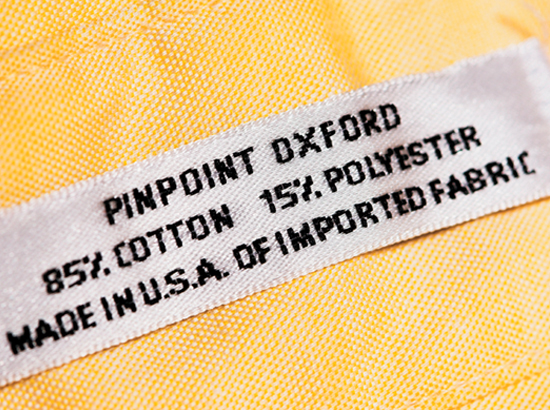 PINPOINT OXFORD
85% COTTON 15% POLYESTER
MADE IN U.S.A. OF IMPORTED FABRIC